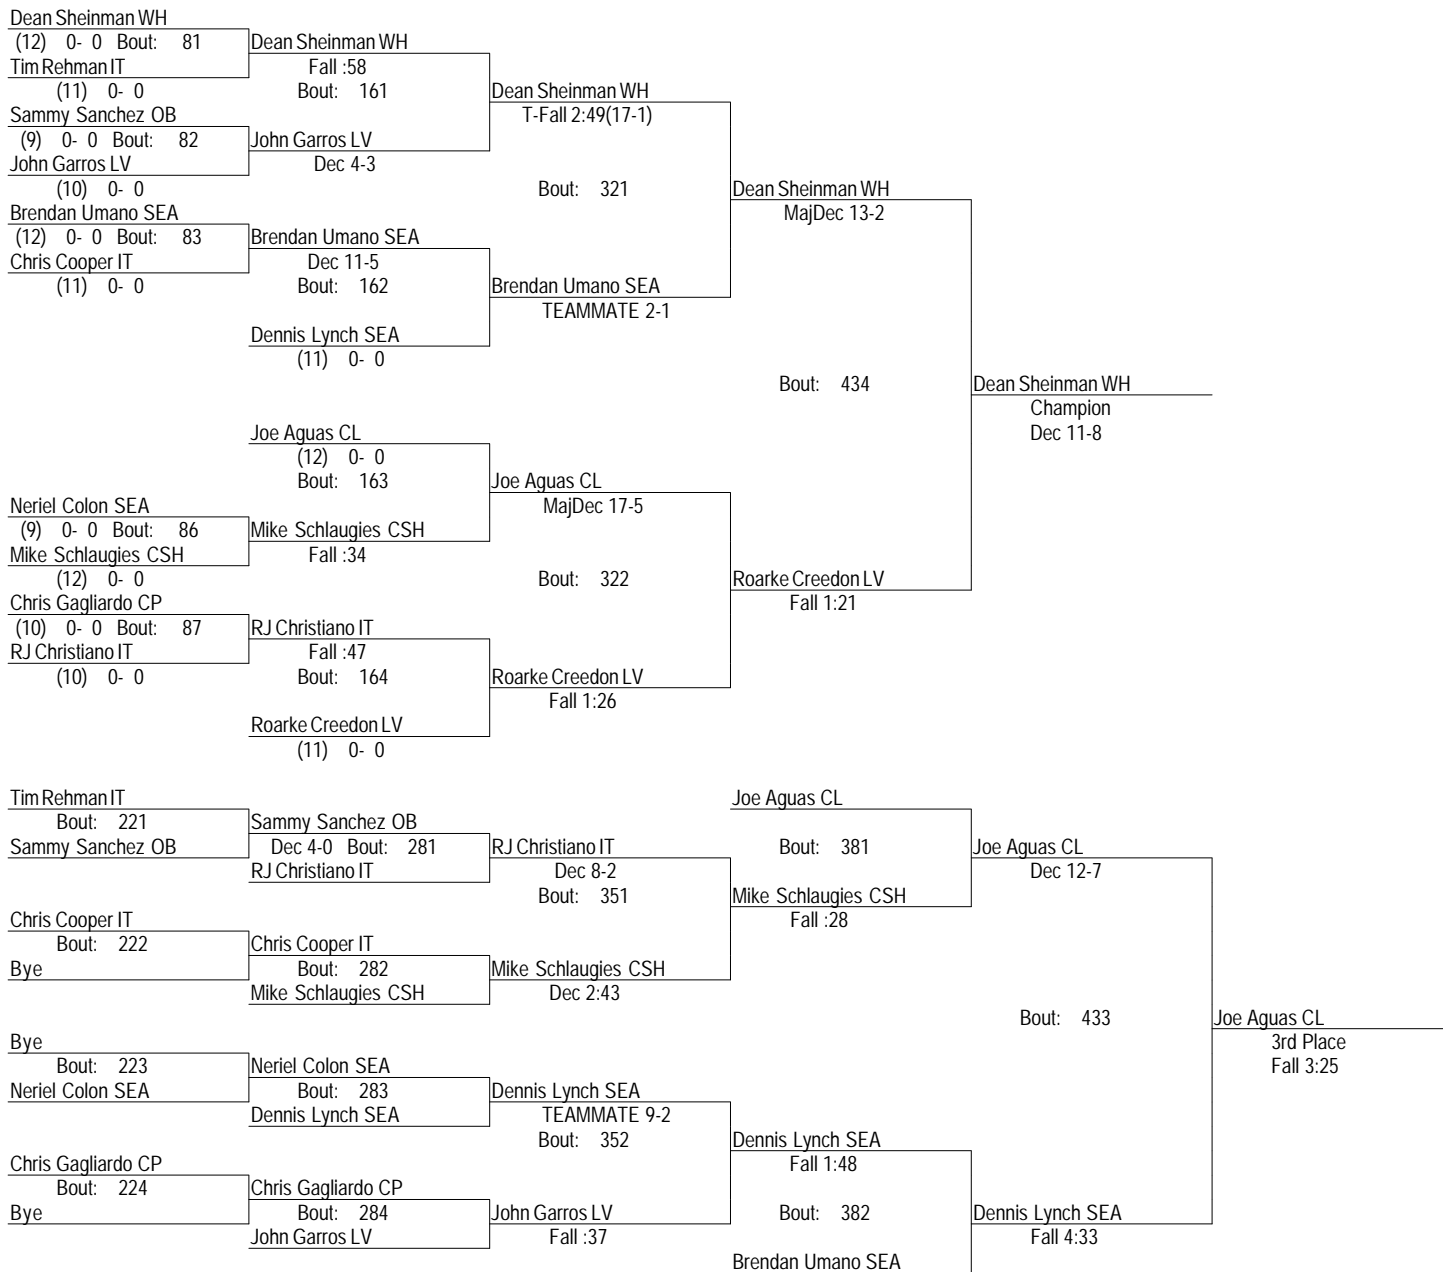 Dean Sheinman WH
(12) 0- 0 Bout: 81
Dean Sheinman WH
Tim Rehman IT
Fall :58
(11) 0- 0
Bout: 161
Dean Sheinman WH
Sammy Sanchez OB
T-Fall 2:49(17-1)
(9) 0- 0 Bout: 82
John Garros LV
John Garros LV
Dec 4-3
(10) 0- 0
Bout: 321
Dean Sheinman WH
Brendan Umano SEA
MajDec 13-2
(12) 0- 0 Bout: 83
Brendan Umano SEA
Chris Cooper IT
Dec 11-5
(11) 0- 0
Bout: 162
Brendan Umano SEA
TEAMMATE 2-1
Dennis Lynch SEA
(11) 0- 0
Bout: 434
Dean Sheinman WH
Champion
Dec 11-8
Joe Aguas CL
(12) 0- 0
Bout: 163
Joe Aguas CL
MajDec 17-5
Neriel Colon SEA
(9) 0- 0 Bout: 86
Mike Schlaugies CSH
Mike Schlaugies CSH
Fall :34
(12) 0- 0
Bout: 322
Roarke Creedon LV
Chris Gagliardo CP
Fall 1:21
(10) 0- 0 Bout: 87
RJ Christiano IT
RJ Christiano IT
Fall :47
(10) 0- 0
Bout: 164
Roarke Creedon LV
Fall 1:26
Roarke Creedon LV
(11) 0- 0
Tim Rehman IT
Joe Aguas CL
Bout: 221
Sammy Sanchez OB
Sammy Sanchez OB
Dec 4-0 Bout: 281
RJ Christiano IT
Bout: 381
Joe Aguas CL
RJ Christiano IT
Dec 8-2
Dec 12-7
Bout: 351
Mike Schlaugies CSH
Chris Cooper IT
Fall :28
Bout: 222
Chris Cooper IT
Bye
Bout: 282
Mike Schlaugies CSH
Mike Schlaugies CSH
Dec 2:43
Bout: 433
Joe Aguas CL
Bye
3rd Place
Bout: 223
Neriel Colon SEA
Fall 3:25
Neriel Colon SEA
Bout: 283
Dennis Lynch SEA
Dennis Lynch SEA
TEAMMATE 9-2
Bout: 352
Dennis Lynch SEA
Chris Gagliardo CP
Fall 1:48
Bout: 224
Chris Gagliardo CP
Bye
Bout: 284
John Garros LV
Bout: 382
Dennis Lynch SEA
John Garros LV
Fall :37
Fall 4:33
Brendan Umano SEA